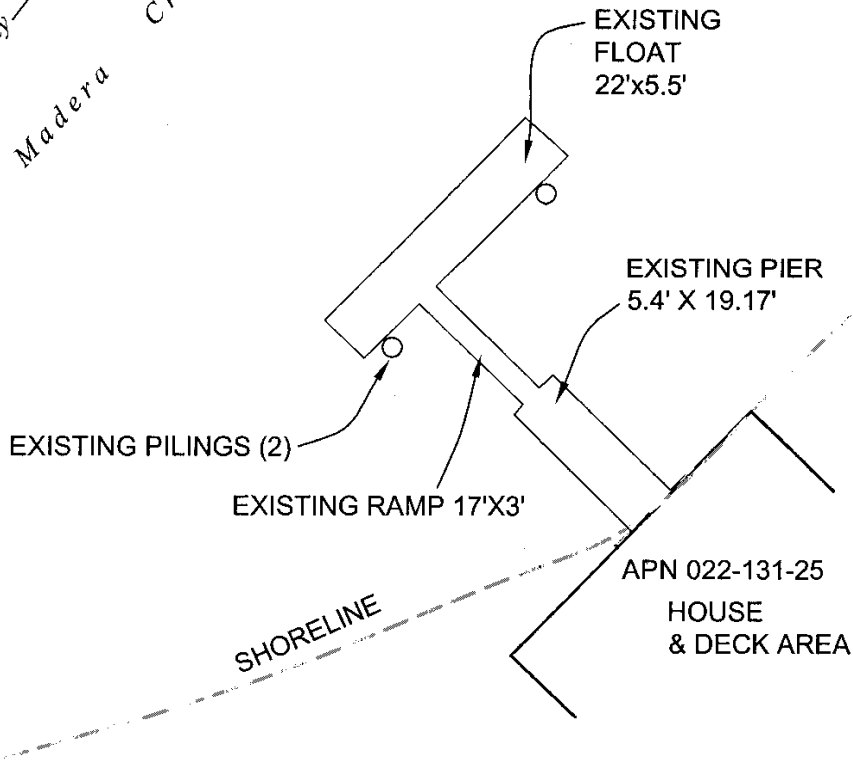 Madera
EXISTING
FLOAT
22'x5.5'
EXISTING PIER
5.4' X 19.17'
EXISTING PILINGS (2)
EXISTING RAMP 17'X3'
APN 022-131-25
HOUSE
& DECK AREA
SHORELINE